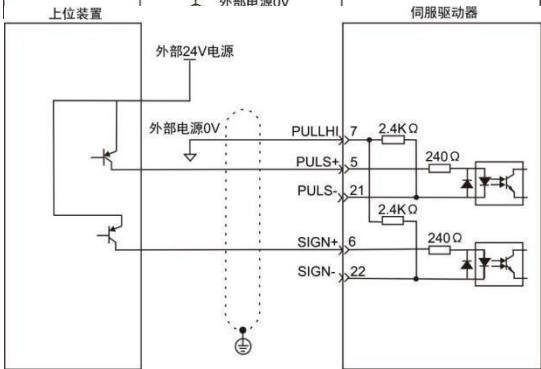 外部电源0V
上位装置
伺服驱动器
外部24V电源
外部电源0V
PULLHI
7
2.4KΩ
PULS+
5
240Ω
PULS-
21
2.4KΩ
SIGN+
6
240Ω
SIGN-
22